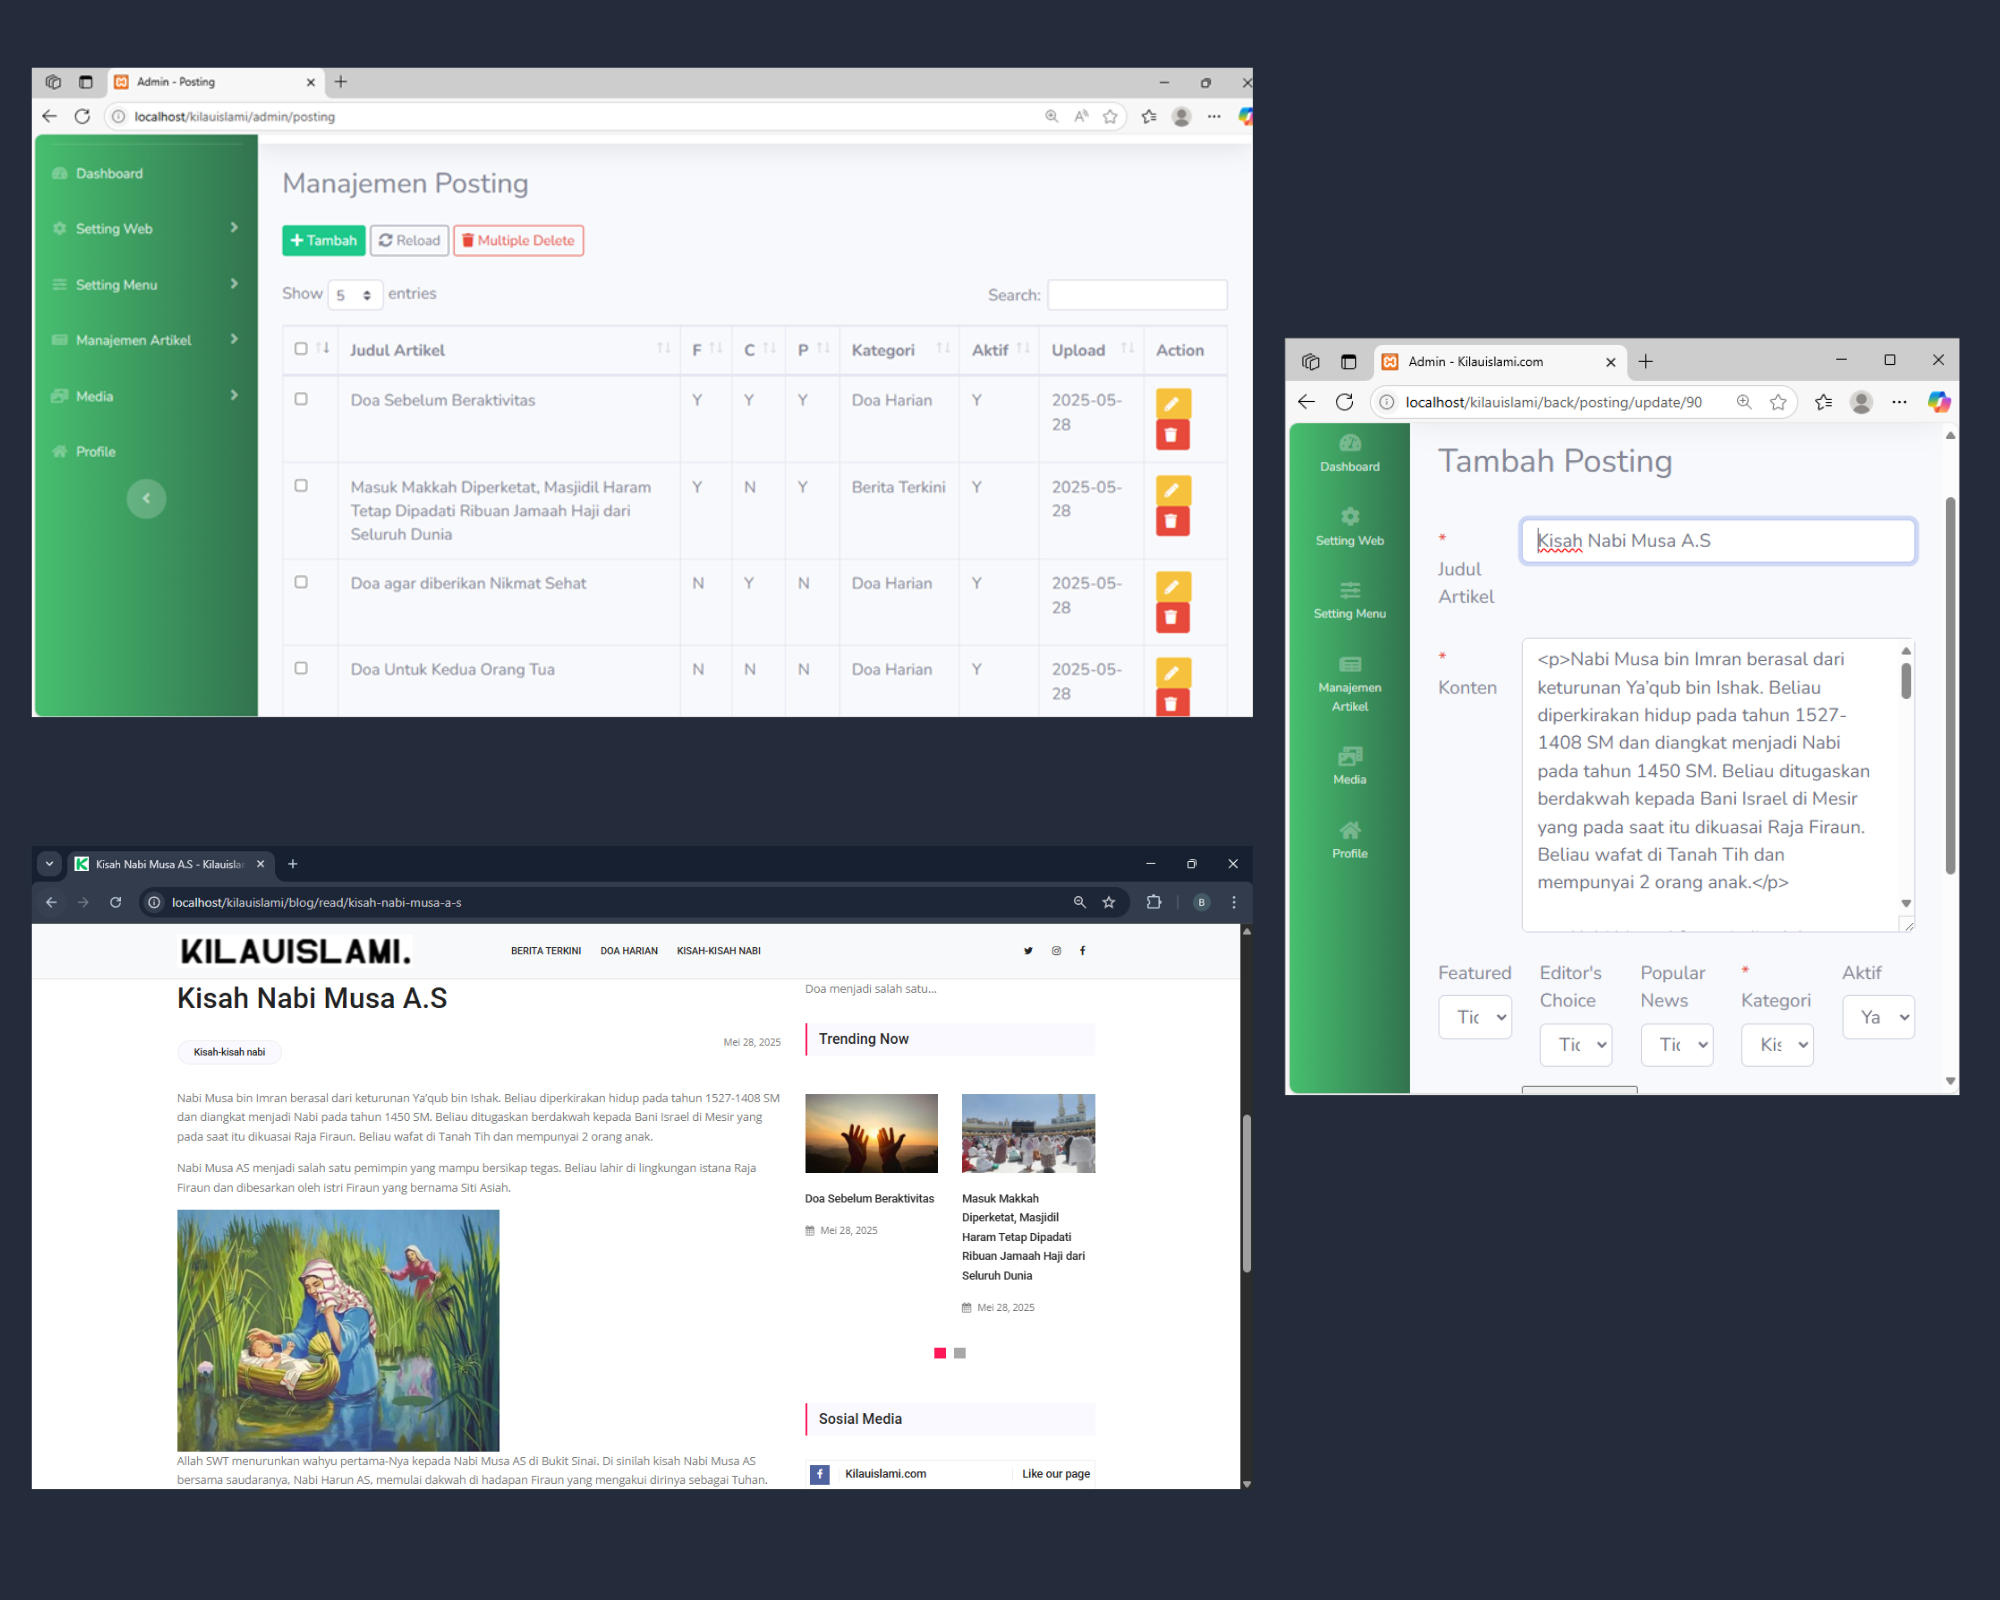 Admin - Posting
localhost/kilauislami/admin/posting
Dashboard
Setting Web
Setting Menu
Manajemen Artikel
Media
Profile
Manajemen Posting
Tambah
Reload
Multiple Delete
Show 5 entries
Search:
Judul Artikel F C P Kategori Aktif Upload Action
Doa Sebelum Beraktivitas Y Y Y Doa Harian Y 2025-05-
28
Masuk Makkah Diperketat, Masjidil Haram Y N Y Berita Terkini Y 2025-05-
Tetap Dipadati Ribuan Jamaah Haji dari 28
Seluruh Dunia
Doa agar diberikan Nikmat Sehat N Y N Doa Harian Y 2025-05-
28
Doa Untuk Kedua Orang Tua N N N Doa Harian Y 2025-05-
28
Admin - Kilauislami.com
localhost/kilauislami/back/posting/update/90
Dashboard
Setting Web
Setting Menu
Manajemen
Artikel
Media
Profile
Tambah Posting
*
Judul
Artikel
Kisah Nabi Musa A.S
*
Konten
<p>Nabi Musa bin Imran berasal dari
keturunan Ya'qub bin Ishak. Beliau
diperkirakan hidup pada tahun 1527-
1408 SM dan diangkat menjadi Nabi
pada tahun 1450 SM. Beliau ditugaskan
berdakwah kepada Bani Israel di Mesir
yang pada saat itu dikuasai Raja Firaun.
Beliau wafat di Tanah Tih dan
mempunyai 2 orang anak.</p>
Featured
Tic
Editor's
Choice
Tic
Popular
News
Tic
*
Kategori
Kis
Aktif
Ya
Kisah Nabi Musa A.S - Kilauislar
localhost/kilauislami/blog/read/kisah-nabi-musa-a-s
B
KILAUISLAMI.
BERITA TERKINI DOA HARIAN KISAH-KISAH NABI
Kisah Nabi Musa A.S
Kisah-kisah nabi
Mei 28, 2025
Nabi Musa bin Imran berasal dari keturunan Ya'qub bin Ishak. Beliau diperkirakan hidup pada tahun 1527-1408 SM
dan diangkat menjadi Nabi pada tahun 1450 SM. Beliau ditugaskan berdakwah kepada Bani Israel di Mesir yang
pada saat itu dikuasai Raja Firaun. Beliau wafat di Tanah Tih dan mempunyai 2 orang anak.
Nabi Musa AS menjadi salah satu pemimpin yang mampu bersikap tegas. Beliau lahir di lingkungan istana Raja
Firaun dan dibesarkan oleh istri Firaun yang bernama Siti Asiah.
Allah SWT menurunkan wahyu pertama-Nya kepada Nabi Musa AS di Bukit Sinai. Di sinilah kisah Nabi Musa AS
bersama saudaranya, Nabi Harun AS, memulai dakwah di hadapan Firaun yang mengakui dirinya sebagai Tuhan.
Doa menjadi salah satu...
Trending Now
Doa Sebelum Beraktivitas
Mei 28, 2025
Masuk Makkah
Diperketat, Masjidil
Haram Tetap Dipadati
Ribuan Jamaah Haji dari
Seluruh Dunia
Mei 28, 2025
Sosial Media
Kilauislami.com
Like our page